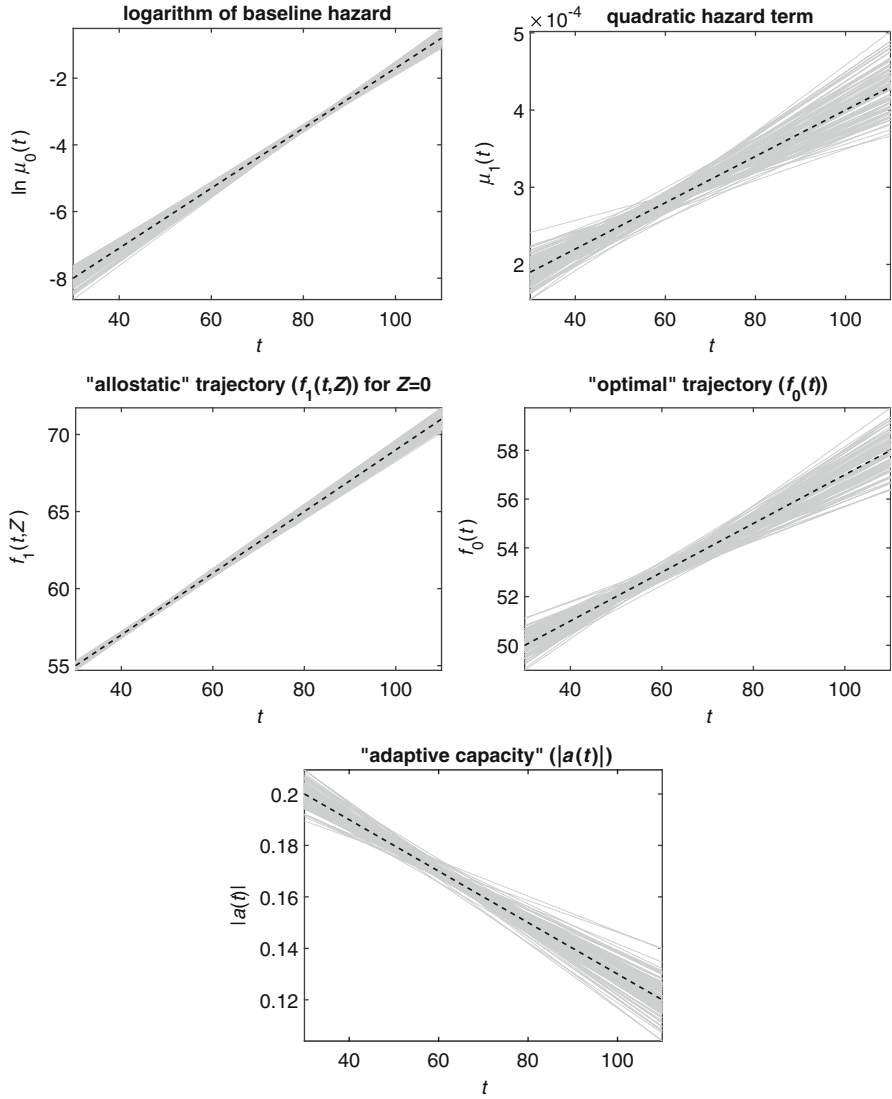 logarithm of baseline hazard
-2
-4
-6
-8
ln μ0(t)
40 60 80 100
t
quadratic hazard term
5 ×10-4
4
3
2
μ1(t)
40 60 80 100
t
"allostatic" trajectory (f1(t,Z)) for Z=0
70
65
60
55
f1(t,Z)
40 60 80 100
t
"optimal" trajectory (f0(t))
58
56
54
52
50
f0(t)
40 60 80 100
t
"adaptive capacity" (|a(t)|)
0.2
0.18
0.16
0.14
0.12
|a(t)|
40 60 80 100
t